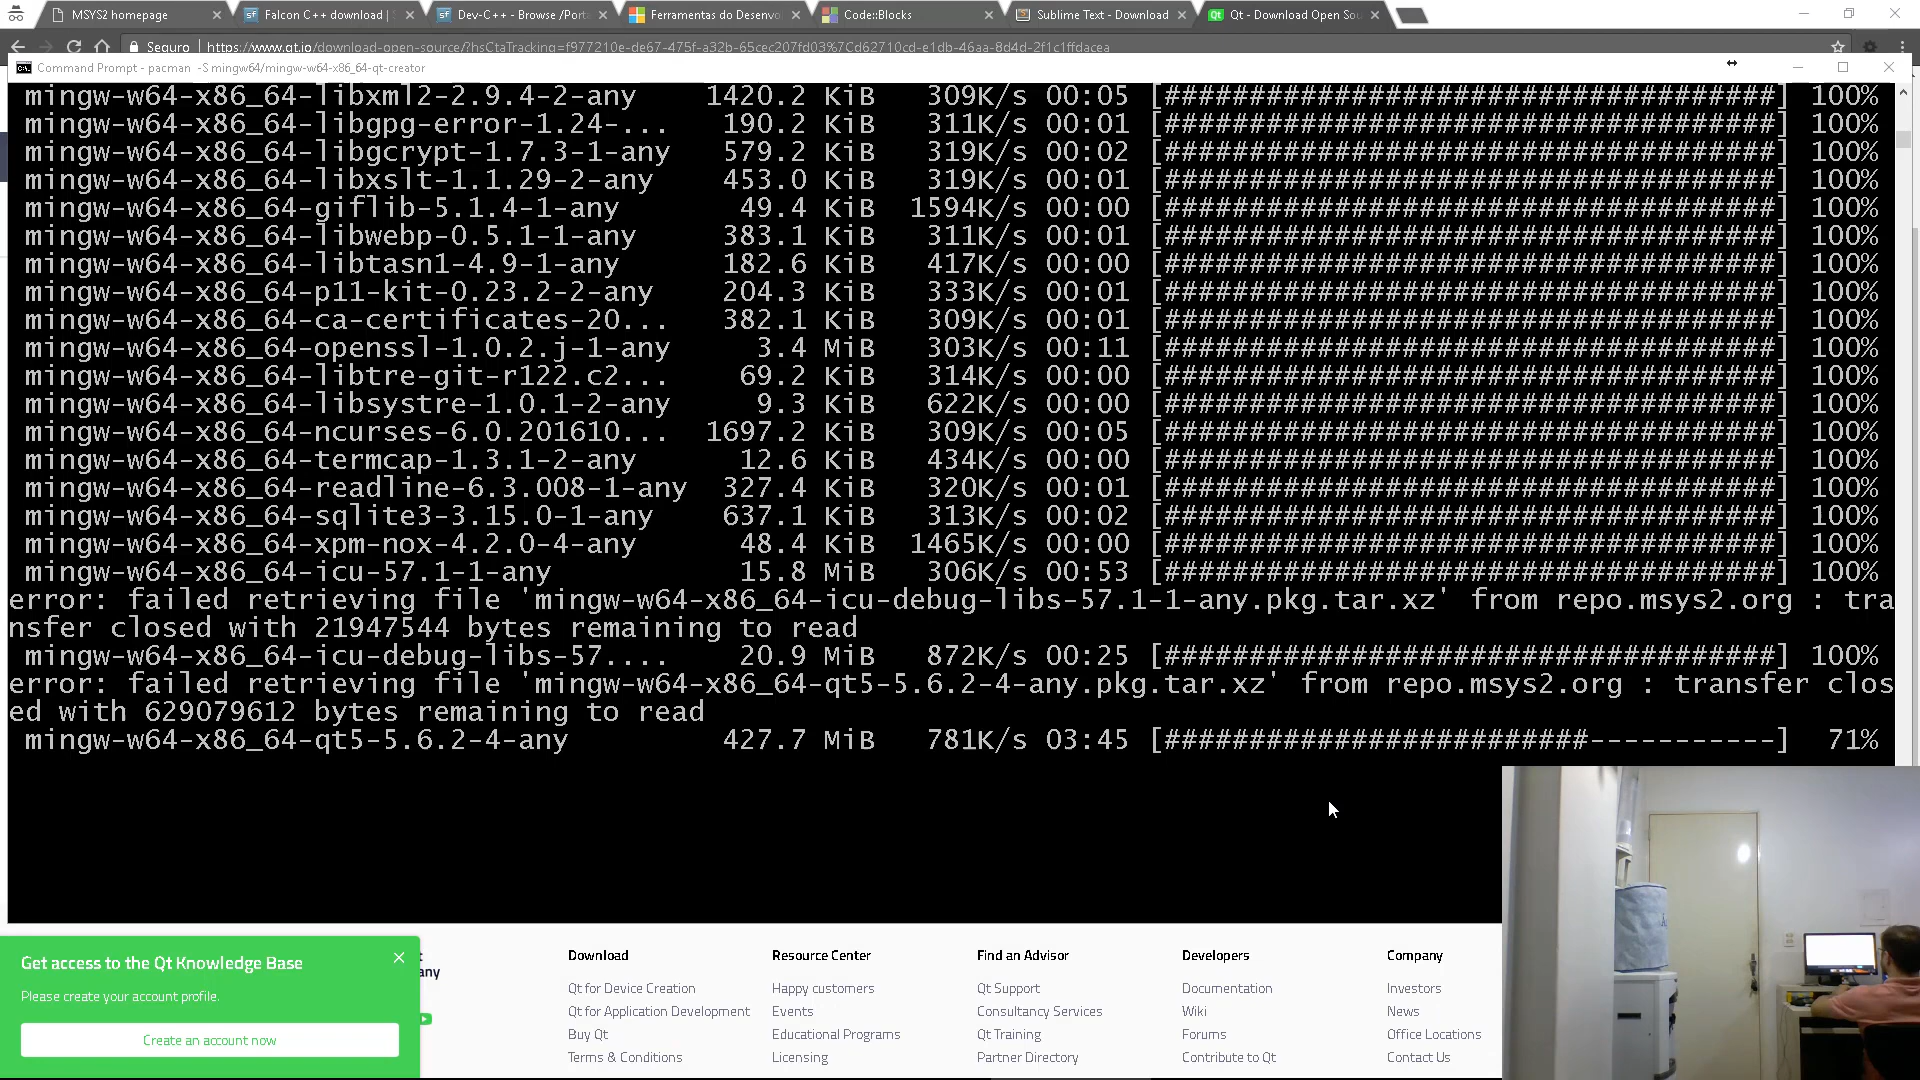 MSYS2 homepage
Falcon C++ download |
Dev-C++ - Browse /Porta
Ferramentas do Desenvol
Code::Blocks
Sublime Text - Download
Qt - Download Open Sou
Seguro
https://www.qt.io/download-open-source/?hsCtaTracking=f977210e-de67-475f-a32b-65cec207fd03%7Cd62710cd-e1db-46aa-8d4d-2f1c1ffdacea
Command Prompt - pacman -S mingw64/mingw-w64-x86_64-qt-creator
mingw-w64-x86_64-libxml2-2.9.4-2-any 1420.2 KiB 309K/s 00:05 [#####################################] 100%
mingw-w64-x86_64-libgpg-error-1.24-... 190.2 KiB 311K/s 00:01 [#####################################] 100%
mingw-w64-x86_64-libgcrypt-1.7.3-1-any 579.2 KiB 319K/s 00:02 [#####################################] 100%
mingw-w64-x86_64-libxslt-1.1.29-2-any 453.0 KiB 319K/s 00:01 [#####################################] 100%
mingw-w64-x86_64-giflib-5.1.4-1-any 49.4 KiB 1594K/s 00:00 [#####################################] 100%
mingw-w64-x86_64-libwebp-0.5.1-1-any 383.1 KiB 311K/s 00:01 [#####################################] 100%
mingw-w64-x86_64-libtasn1-4.9-1-any 182.6 KiB 417K/s 00:00 [#####################################] 100%
mingw-w64-x86_64-p11-kit-0.23.2-2-any 204.3 KiB 333K/s 00:01 [#####################################] 100%
mingw-w64-x86_64-ca-certificates-20... 382.1 KiB 309K/s 00:01 [#####################################] 100%
mingw-w64-x86_64-openssl-1.0.2.j-1-any 3.4 MiB 303K/s 00:11 [#####################################] 100%
mingw-w64-x86_64-libtre-git-r122.c2... 69.2 KiB 314K/s 00:00 [#####################################] 100%
mingw-w64-x86_64-libsystre-1.0.1-2-any 9.3 KiB 622K/s 00:00 [#####################################] 100%
mingw-w64-x86_64-ncurses-6.0.201610... 1697.2 KiB 309K/s 00:05 [#####################################] 100%
mingw-w64-x86_64-termcap-1.3.1-2-any 12.6 KiB 434K/s 00:00 [#####################################] 100%
mingw-w64-x86_64-readline-6.3.008-1-any 327.4 KiB 320K/s 00:01 [#####################################] 100%
mingw-w64-x86_64-sqlite3-3.15.0-1-any 637.1 KiB 313K/s 00:02 [#####################################] 100%
mingw-w64-x86_64-xpm-nox-4.2.0-4-any 48.4 KiB 1465K/s 00:00 [#####################################] 100%
mingw-w64-x86_64-icu-57.1-1-any 15.8 MiB 306K/s 00:53 [#####################################] 100%
error: failed retrieving file 'mingw-w64-x86_64-icu-debug-libs-57.1-1-any.pkg.tar.xz' from repo.msys2.org : tra
nsfer closed with 21947544 bytes remaining to read
mingw-w64-x86_64-icu-debug-libs-57.... 20.9 MiB 872K/s 00:25 [#####################################] 100%
error: failed retrieving file 'mingw-w64-x86_64-qt5-5.6.2-4-any.pkg.tar.xz' from repo.msys2.org : transfer clos
ed with 629079612 bytes remaining to read
mingw-w64-x86_64-qt5-5.6.2-4-any 427.7 MiB 781K/s 03:45 [##########################-----------] 71%
Get access to the Qt Knowledge Base
Please create your account profile.
Create an account now
t
any
Download
Qt for Device Creation
Qt for Application Development
Buy Qt
Terms & Conditions
Resource Center
Happy customers
Events
Educational Programs
Licensing
Find an Advisor
Qt Support
Consultancy Services
Qt Training
Partner Directory
Developers
Documentation
Wiki
Forums
Contribute to Qt
Company
Investors
News
Office Locations
Contact Us